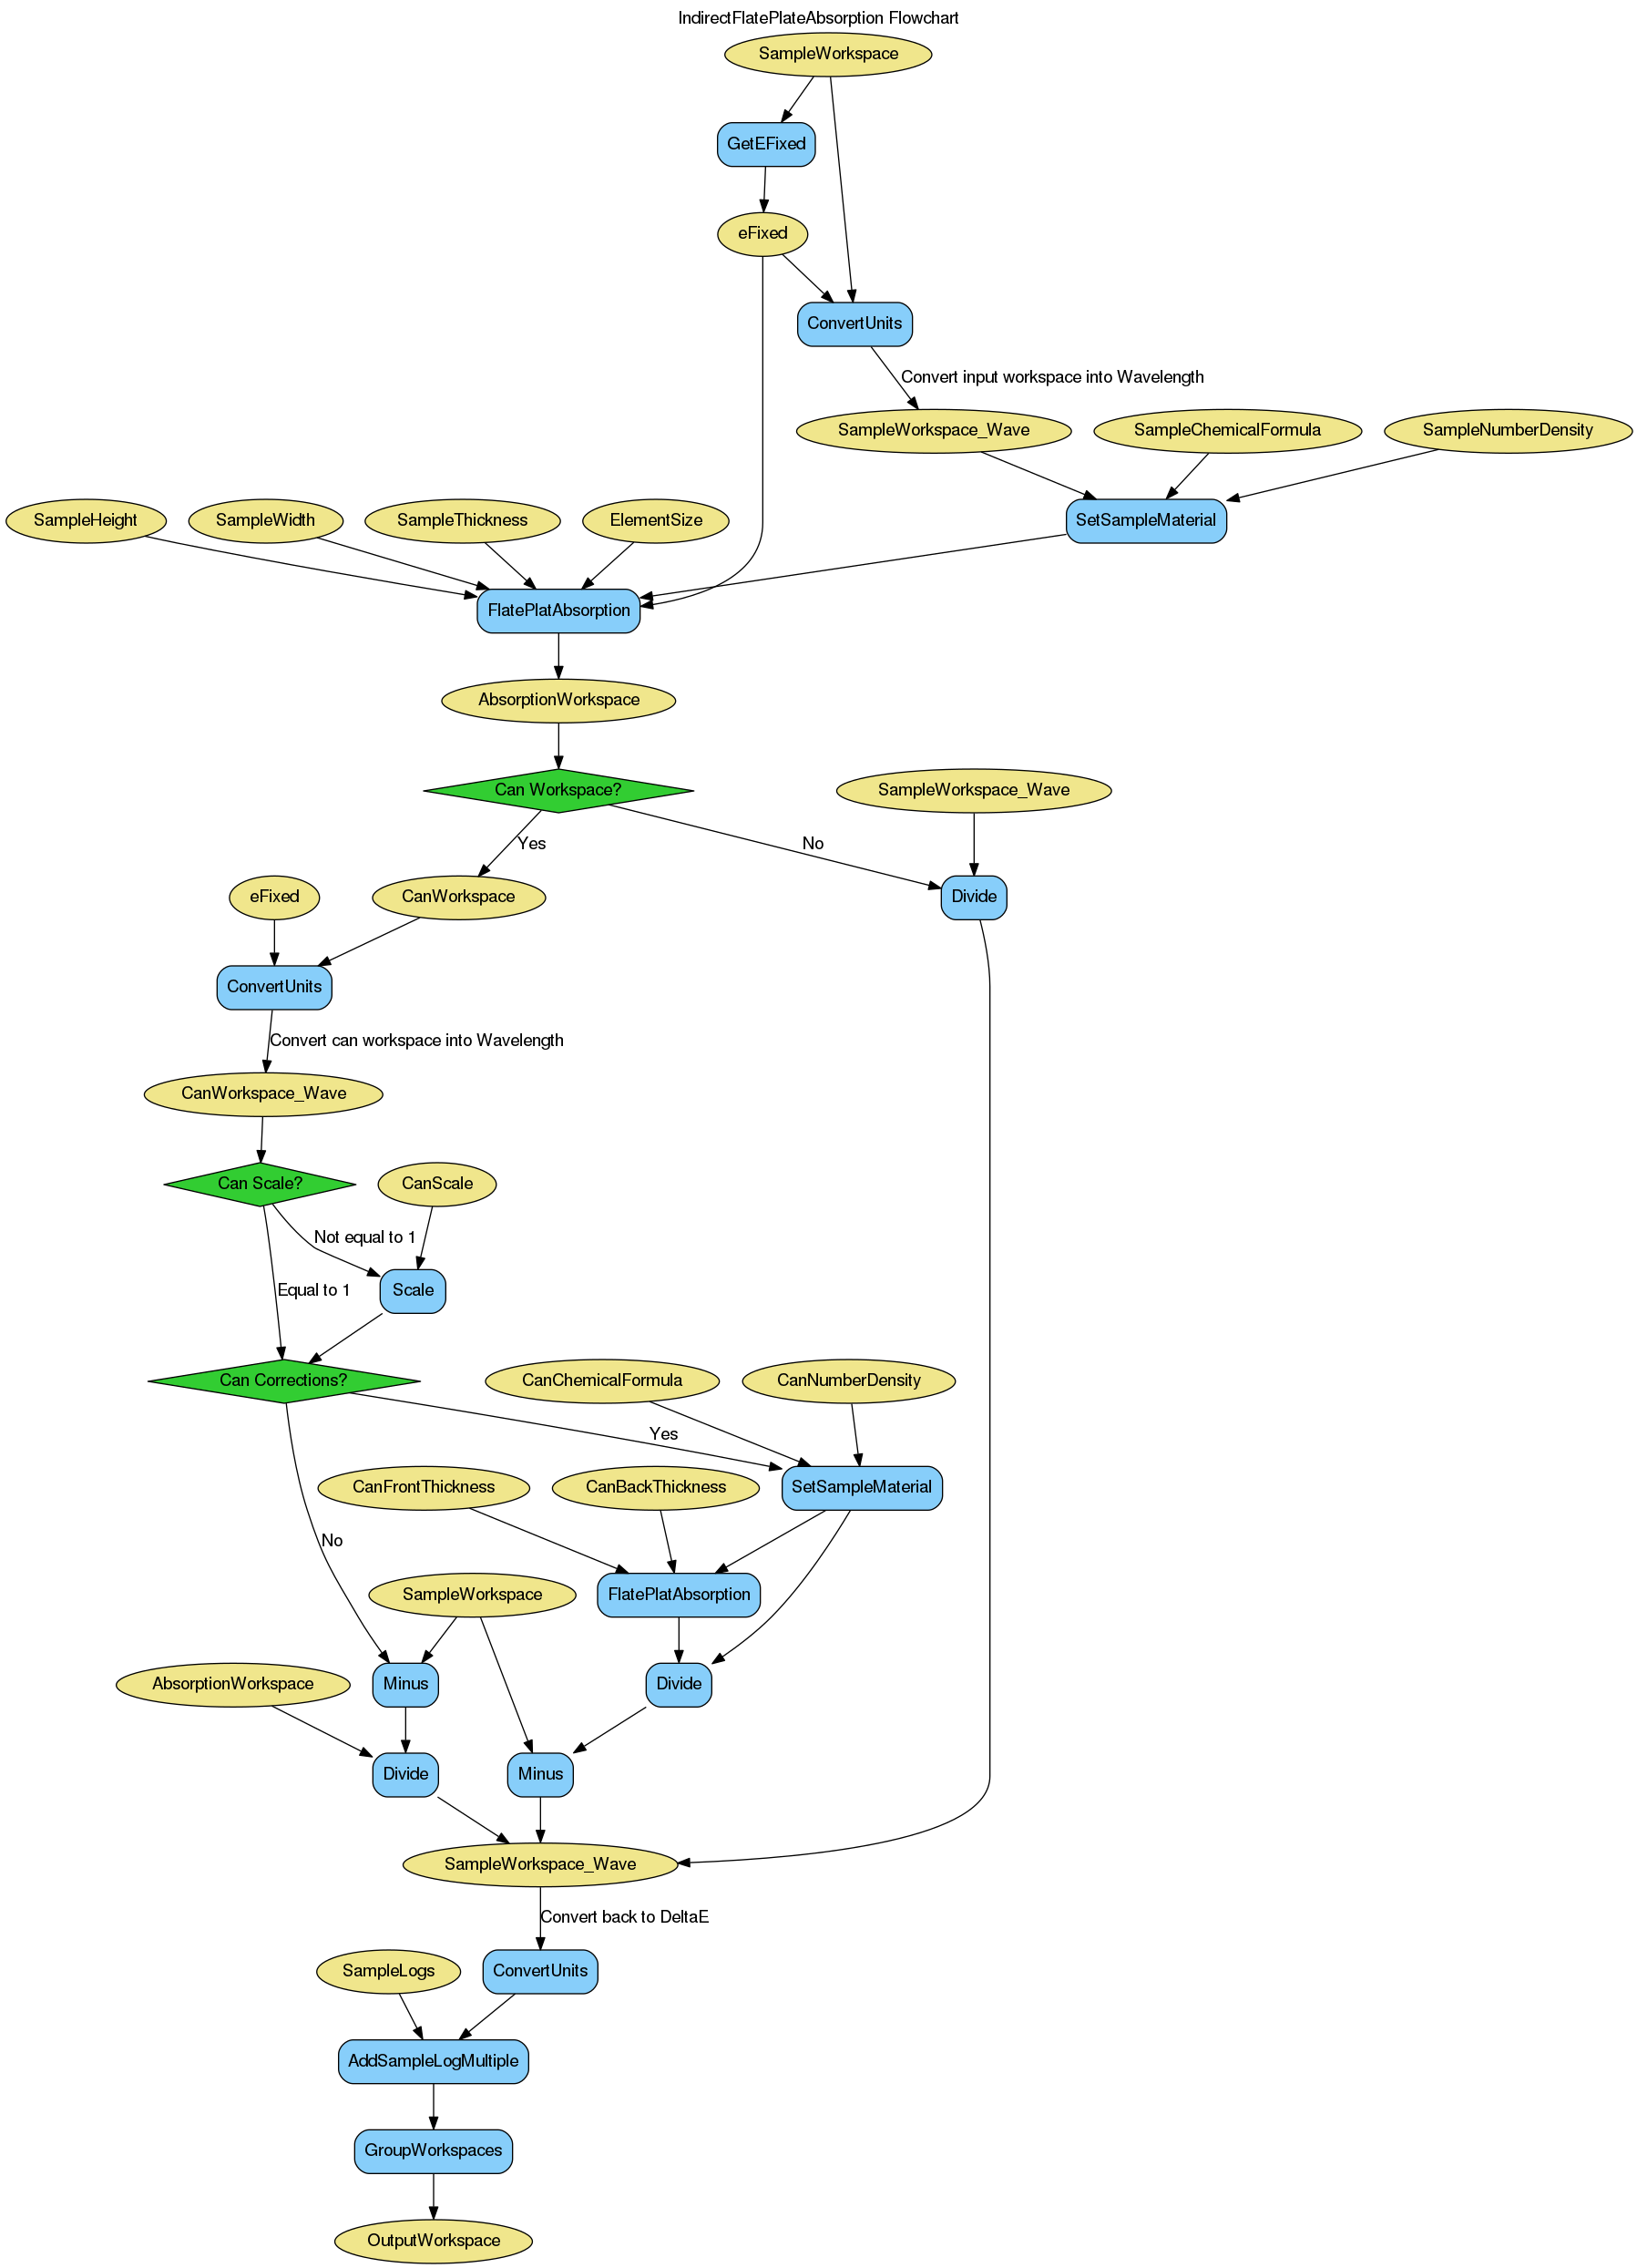 IndirectFlatePlateAbsorption Flowchart
SampleWorkspace
GetEFixed
eFixed
ConvertUnits
Convert input workspace into Wavelength
SampleWorkspace_Wave
SampleChemicalFormula
SampleNumberDensity
SampleHeight
SampleWidth
SampleThickness
ElementSize
SetSampleMaterial
FlatePlatAbsorption
AbsorptionWorkspace
Can Workspace?
SampleWorkspace_Wave
Yes
No
eFixed
CanWorkspace
Divide
ConvertUnits
Convert can workspace into Wavelength
CanWorkspace_Wave
Can Scale?
CanScale
Not equal to 1
Equal to 1
Scale
Can Corrections?
CanChemicalFormula
CanNumberDensity
Yes
CanFrontThickness
CanBackThickness
SetSampleMaterial
No
SampleWorkspace
FlatePlatAbsorption
AbsorptionWorkspace
Minus
Divide
Divide
Minus
SampleWorkspace_Wave
Convert back to DeltaE
SampleLogs
ConvertUnits
AddSampleLogMultiple
GroupWorkspaces
OutputWorkspace